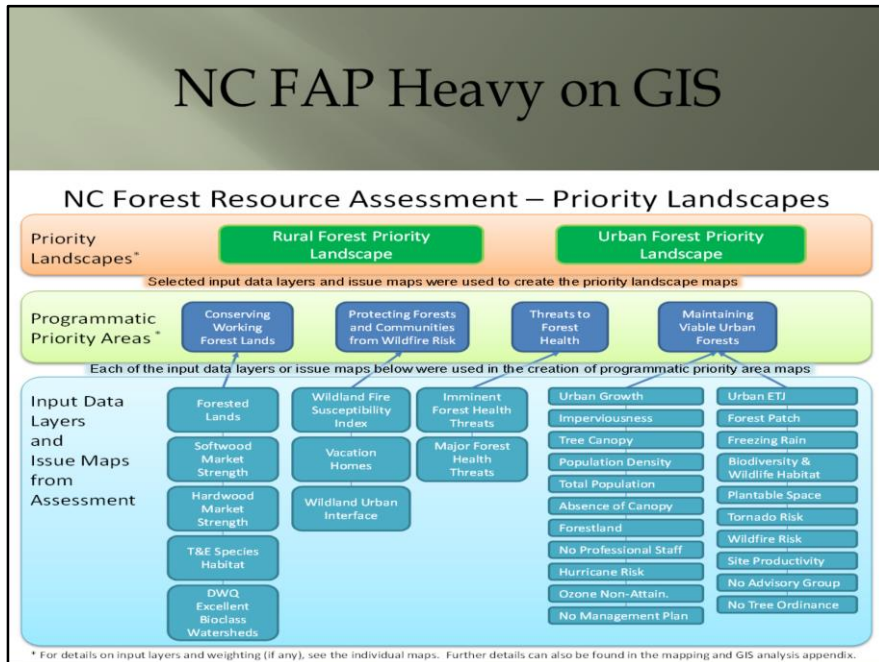 NC FAP Heavy on GIS
NC Forest Resource Assessment – Priority Landscapes
Priority
Landscapes*
Rural Forest Priority
Landscape
Urban Forest Priority
Landscape
Selected input data layers and issue maps were used to create the priority landscape maps
Programmatic
Priority Areas *
Conserving
Working
Forest Lands
Protecting Forests
and Communities
from Wildfire Risk
Threats to
Forest
Health
Maintaining
Viable Urban
Forests
Each of the input data layers or issue maps below were used in the creation of programmatic priority area maps
Input Data
Layers
and
Issue Maps
from
Assessment
Forested
Lands
Softwood
Market
Strength
Hardwood
Market
Strength
T&E Species
Habitat
DWQ
Excellent
Bioclass
Watersheds
Wildland Fire
Susceptibility
Index
Vacation
Homes
Wildland Urban
Interface
Imminent
Forest Health
Threats
Major Forest
Health
Threats
Urban Growth
Imperviousness
Tree Canopy
Population Density
Total Population
Absence of Canopy
Forestland
No Professional Staff
Hurricane Risk
Ozone Non-Attain.
No Management Plan
Urban ETJ
Forest Patch
Freezing Rain
Biodiversity &
Wildlife Habitat
Plantable Space
Tornado Risk
Wildfire Risk
Site Productivity
No Advisory Group
No Tree Ordinance
* For details on input layers and weighting (if any), see the individual maps. Further details can also be found in the mapping and GIS analysis appendix.